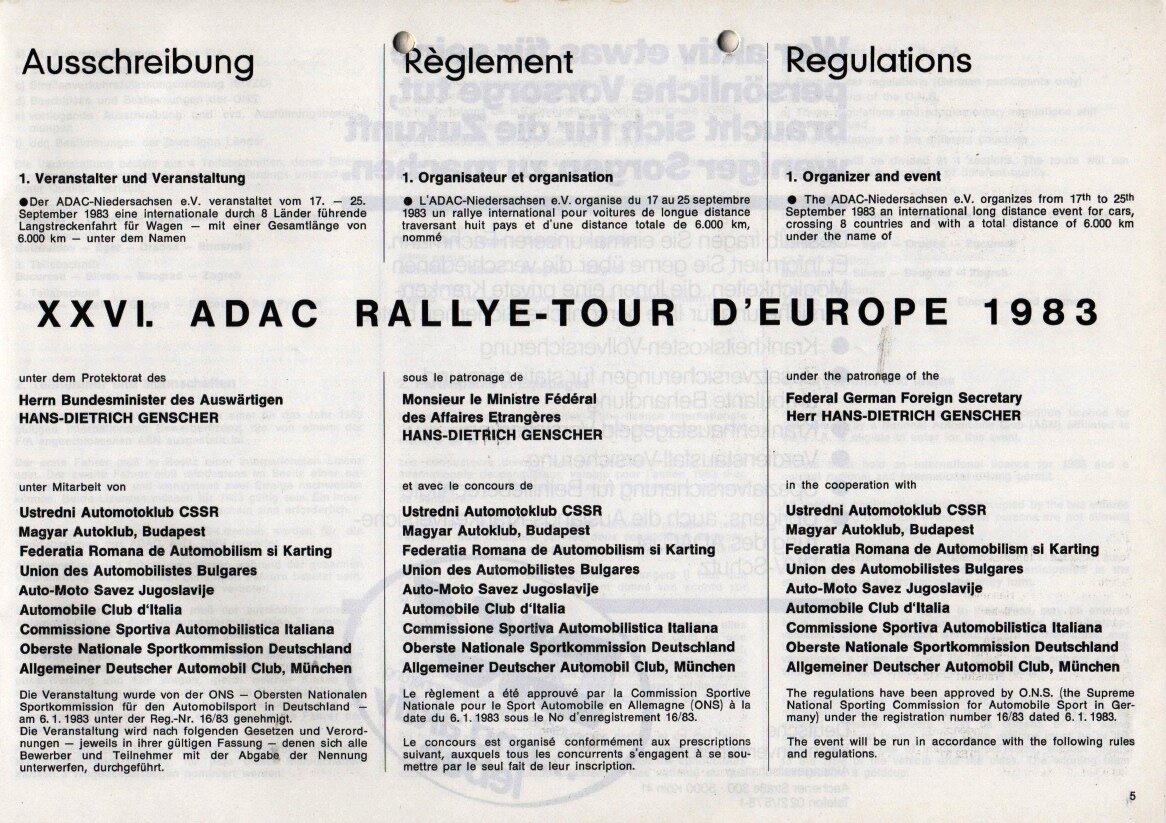 Ausschreibung
1. Veranstalter und Veranstaltung
●Der ADAC-Niedersachsen e.V. veranstaltet vom 17. – 25.
September 1983 eine internationale durch 8 Länder führende
Langstreckenfahrt für Wagen – mit einer Gesamtlänge von
6.000 km – unter dem Namen
Règlement
1. Organisateur et organisation
● L'ADAC-Niedersachsen e.V. organise du 17 au 25 septembre
1983 un rallye international pour voitures de longue distance
traversant huit pays et d'une distance totale de 6.000 km,
nommé
Regulations
1. Organizer and event
● The ADAC-Niedersachsen e.V. organizes from 17th to 25th
September 1983 an international long distance event for cars,
crossing 8 countries and with a total distance of 6.000 km
under the name of
XXVI. ADAC RALLYE-TOUR D'EUROPE 1983
unter dem Protektorat des
Herrn Bundesminister des Auswärtigen
HANS-DIETRICH GENSCHER
unter Mitarbeit von
Ustredni Automotoklub CSSR
Magyar Autoklub, Budapest
Federatia Romana de Automobilism si Karting
Union des Automobilistes Bulgares
Auto-Moto Savez Jugoslavije
Automobile Club d'Italia
Commissione Sportiva Automobilistica Italiana
Oberste Nationale Sportkommission Deutschland
Allgemeiner Deutscher Automobil Club, München
Die Veranstaltung wurde von der ONS – Obersten Nationalen
Sportkommission für den Automobilsport in Deutschland –
am 6. 1. 1983 unter der Reg.-Nr. 16/83 genehmigt.
Die Veranstaltung wird nach folgenden Gesetzen und Verord-
nungen – jeweils in ihrer gültigen Fassung – denen sich alle
Bewerber und Teilnehmer mit der Abgabe der Nennung
unterwerfen, durchgeführt.
sous le patronage de
Monsieur le Ministre Fédéral
des Affaires Etrangères
HANS-DIETRICH GENSCHER
et avec le concours de
Ustredni Automotoklub CSSR
Magyar Autoklub, Budapest
Federatia Romana de Automobilism si Karting
Union des Automobilistes Bulgares
Auto-Moto Savez Jugoslavije
Automobile Club d'Italia
Commissione Sportiva Automobilistica Italiana
Oberste Nationale Sportkommission Deutschland
Allgemeiner Deutscher Automobil Club, München
Le règlement a été approuvé par la Commission Sportive
Nationale pour le Sport Automobile en Allemagne (ONS) à la
date du 6. 1. 1983 sous le No d'enregistrement 16/83.
Le concours est organisé conformément aux prescriptions
suivant, auxquels tous les concurrents s'engagent à se sou-
mettre par le seul fait de leur inscription.
under the patronage of the
Federal German Foreign Secretary
Herr HANS-DIETRICH GENSCHER
in the cooperation with
Ustredni Automotoklub CSSR
Magyar Autoklub, Budapest
Federatia Romana de Automobilism si Karting
Union des Automobilistes Bulgares
Auto-Moto Savez Jugoslavije
Automobile Club d'Italia
Commissione Sportiva Automobilistica Italiana
Oberste Nationale Sportkommission Deutschland
Allgemeiner Deutscher Automobil Club, München
The regulations have been approved by O.N.S. (the Supreme
National Sporting Commission for Automobile Sport in Ger-
many) under the registration number 16/83 dated 6. 1. 1983.
The event will be run in accordance with the following rules
and regulations.
5